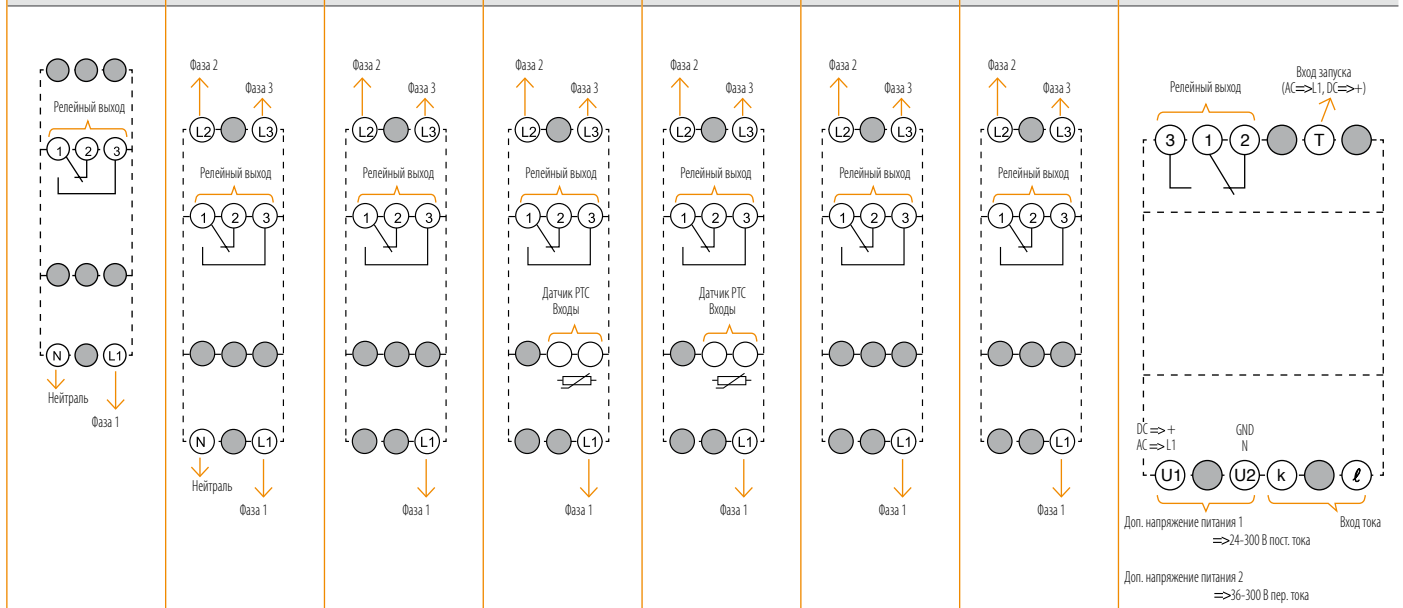 Релейный выход
1 2 3
N L1
Нейтраль
Фаза 1
Фаза 2
Фаза 3
L2 L3
Релейный выход
1 2 3
N L1
Нейтраль
Фаза 1
Фаза 2
Фаза 3
L2 L3
Релейный выход
1 2 3
L1
Фаза 1
Фаза 2
Фаза 3
L2 L3
Релейный выход
1 2 3
Датчик РТС
Входы
L1
Фаза 1
Фаза 2
Фаза 3
L2 L3
Релейный выход
1 2 3
Датчик РТС
Входы
L1
Фаза 1
Фаза 2
Фаза 3
L2 L3
Релейный выход
1 2 3
L1
Фаза 1
Фаза 2
Фаза 3
L2 L3
Релейный выход
1 2 3
L1
Фаза 1
Вход запуска
(AC=>L1, DC=>+)
Релейный выход
3 1 2 T
DC => + GND
AC => L1 N
U1 U2 k ℓ
Доп. напряжение питания 1 Вход тока
=>24-300 В пост. тока
Доп. напряжение питания 2
=>36-300 В пер. тока